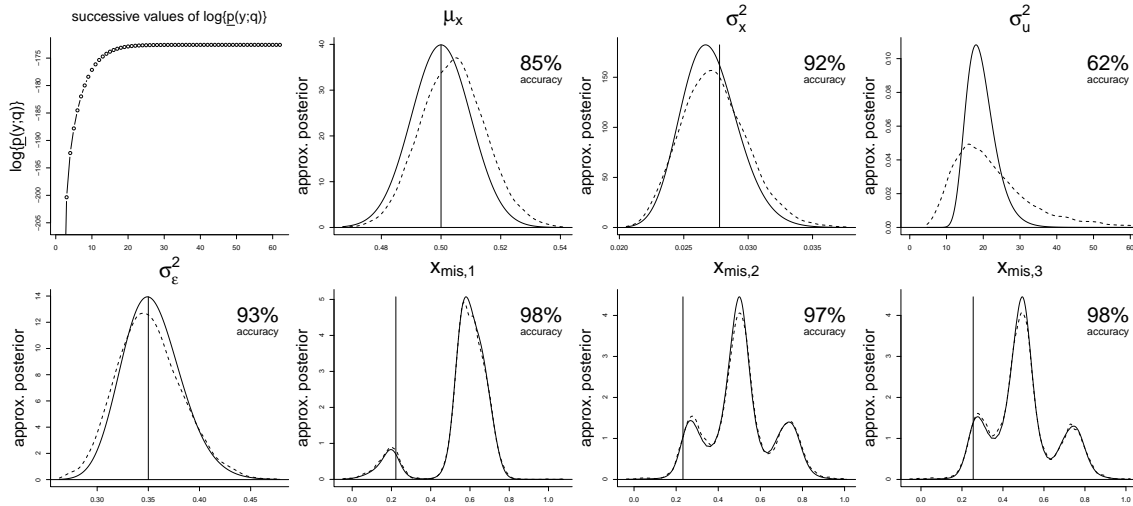 successive values of log{p(y;q)}
log{p(y;q)}
-175
-180
-185
-190
-195
-200
-205
0 10 20 30 40 50 60
μx
85%
accuracy
approx. posterior
0 10 20 30 40
0.48 0.50 0.52 0.54
σ²x
92%
accuracy
approx. posterior
0 50 100 150
0.020 0.025 0.030 0.035
σ²u
62%
accuracy
approx. posterior
0.00 0.02 0.04 0.06 0.08 0.10
0 10 20 30 40 50 60
σ²ε
93%
accuracy
approx. posterior
0 2 4 6 8 10 12 14
0.30 0.35 0.40 0.45
xmis,1
98%
accuracy
approx. posterior
0 1 2 3 4 5
0.0 0.2 0.4 0.6 0.8 1.0
xmis,2
97%
accuracy
approx. posterior
0 1 2 3 4
0.0 0.2 0.4 0.6 0.8 1.0
xmis,3
98%
accuracy
approx. posterior
0 1 2 3 4
0.0 0.2 0.4 0.6 0.8 1.0